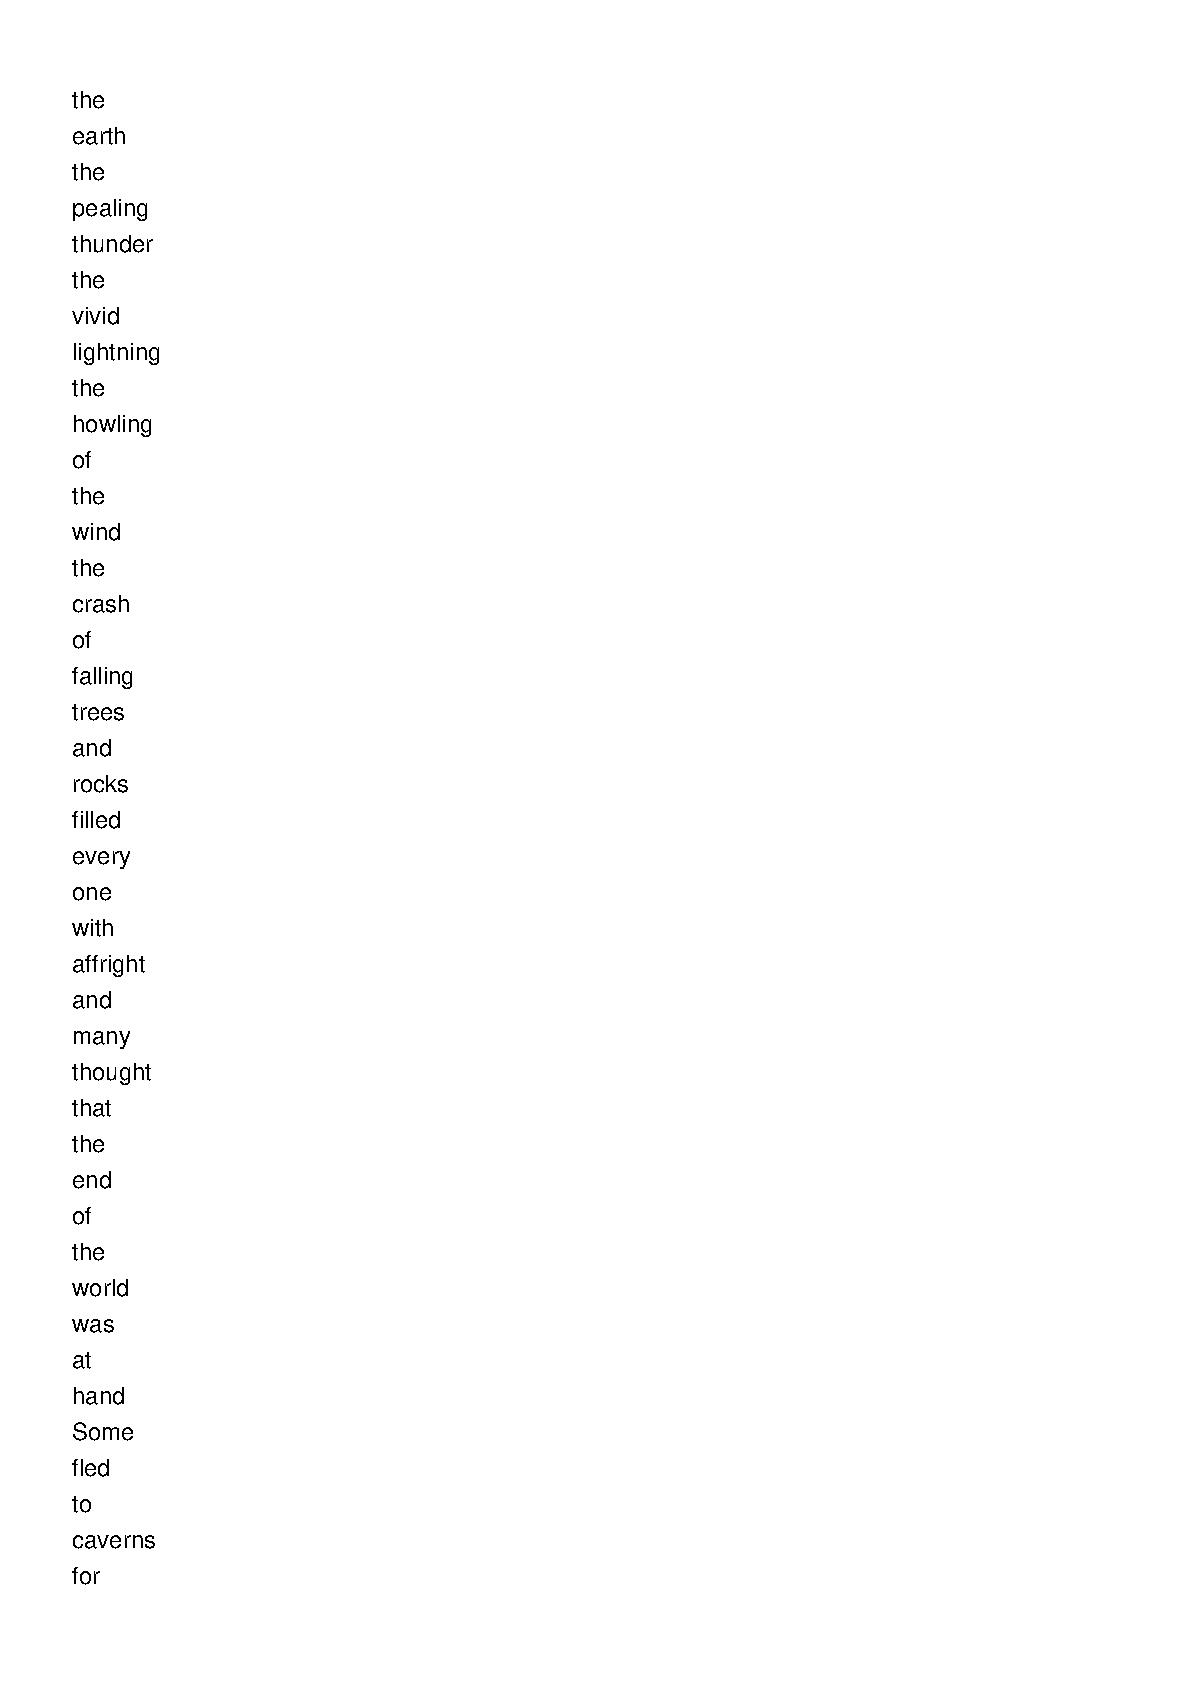 the
earth
the
pealing
thunder
the
vivid
lightning
the
howling
of
the
wind
the
crash
of
falling
trees
and
rocks
filled
every
one
with
affright
and
many
thought
that
the
end
of
the
world
was
at
hand
Some
fled
to
caverns
for